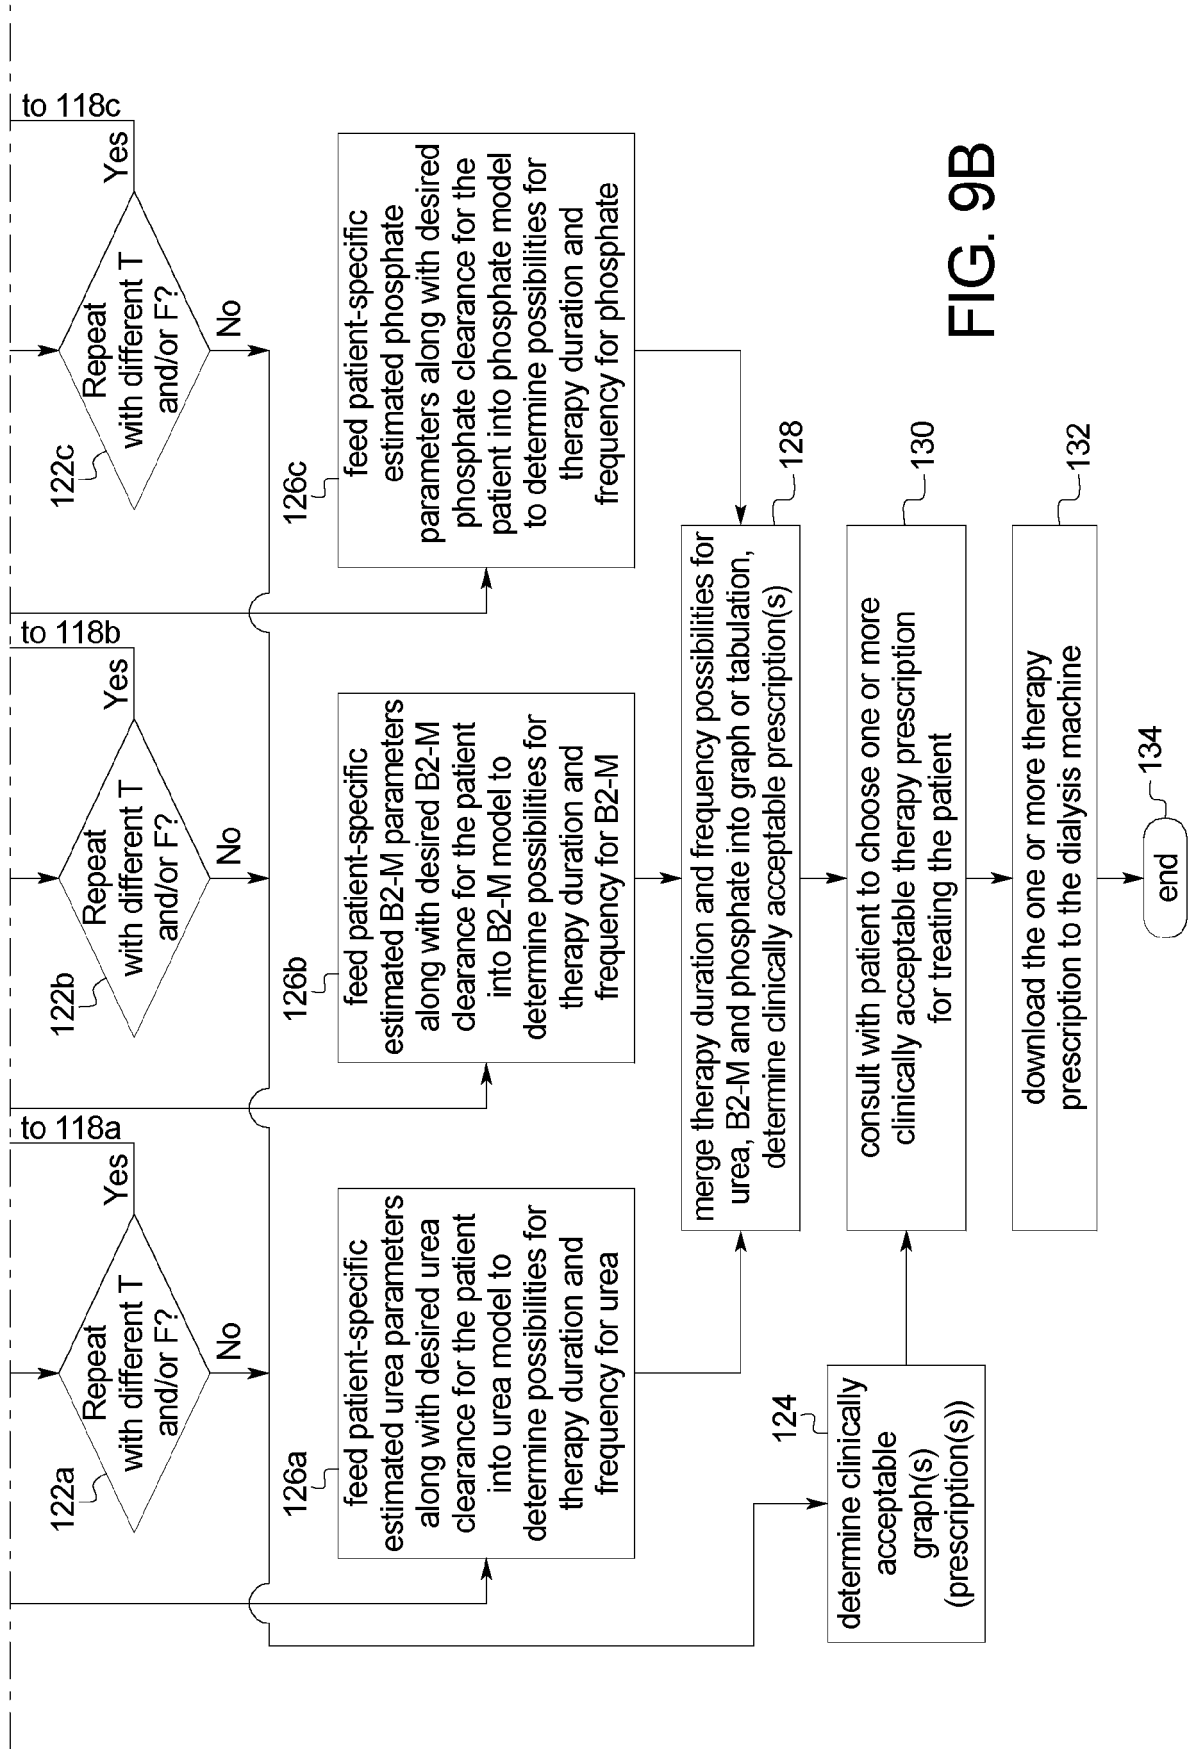 to 118a
Yes
Repeat
with different T
and/or F?
122a
No
to 118b
Yes
Repeat
with different T
and/or F?
122b
No
to 118c
Yes
Repeat
with different T
and/or F?
122c
No
126a
feed patient-specific
estimated urea parameters
along with desired urea
clearance for the patient
into urea model to
determine possibilities for
therapy duration and
frequency for urea
126b
feed patient-specific
estimated B2-M parameters
along with desired B2-M
clearance for the patient
into B2-M model to
determine possibilities for
therapy duration and
frequency for B2-M
126c
feed patient-specific
estimated phosphate
parameters along with desired
phosphate clearance for the
patient into phosphate model
to determine possibilities for
therapy duration and
frequency for phosphate
merge therapy duration and frequency possibilities for
urea, B2-M and phosphate into graph or tabulation,
determine clinically acceptable prescription(s)
128
124
determine clinically
acceptable
graph(s)
(prescription(s))
consult with patient to choose one or more
clinically acceptable therapy prescription
for treating the patient
130
download the one or more therapy
prescription to the dialysis machine
132
end
134
FIG. 9B